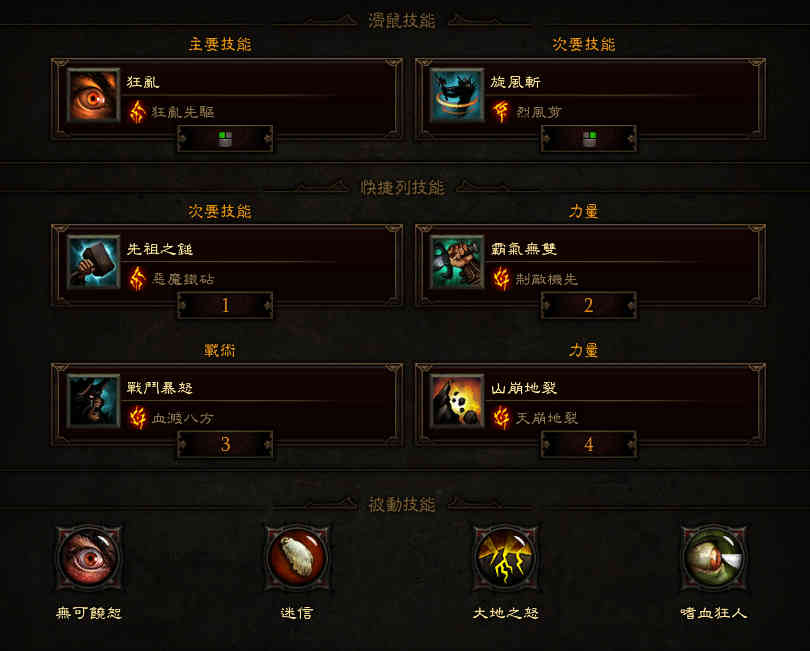 滑鼠技能
主要技能
次要技能
狂亂
旋風斬
狂亂先驅
烈風剪
快捷列技能
次要技能
力量
先祖之鎚
霸氣無雙
惡魔鐵砧
制敵機先
1
2
戰術
力量
戰鬥暴怒
山崩地裂
血濺八方
天崩地裂
3
4
被動技能
無可饒恕
迷信
大地之怒
嗜血狂人